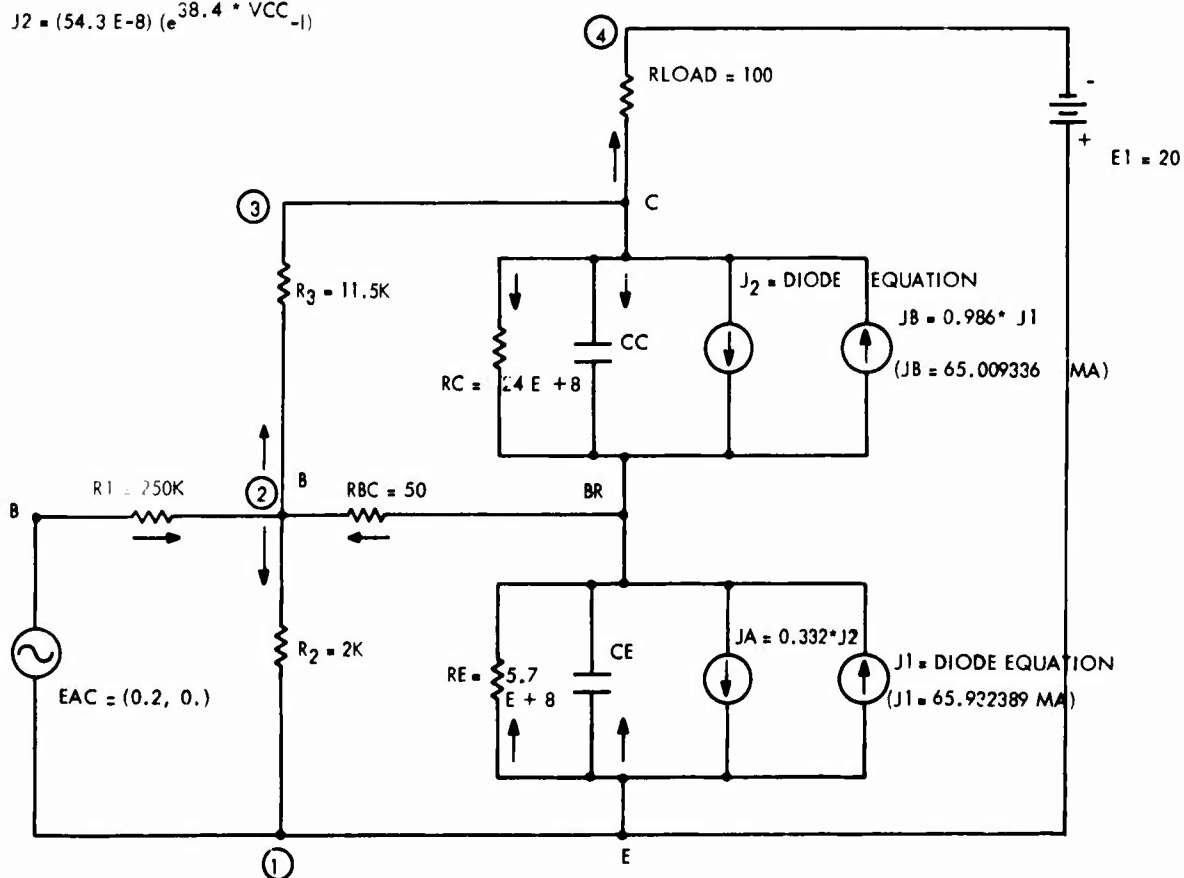 J2 = (54.3 E-8) (e^38.4 * VCC -1)
4
RLOAD = 100
-
+
E1 = 20
3
C
R3 = 11.5K
J2 = DIODE EQUATION
JB = 0.986* J1
CC
(JB = 65.009336 MA)
RC = 24 E +8
R1 = 250K
2
B
RBC = 50
BR
B
R2 = 2K
JA = 0.332*J2
CE
RE = 5.7 E + 8
J1 = DIODE EQUATION
(J1 = 65.932389 MA)
EAC = (0.2, 0.)
1
E